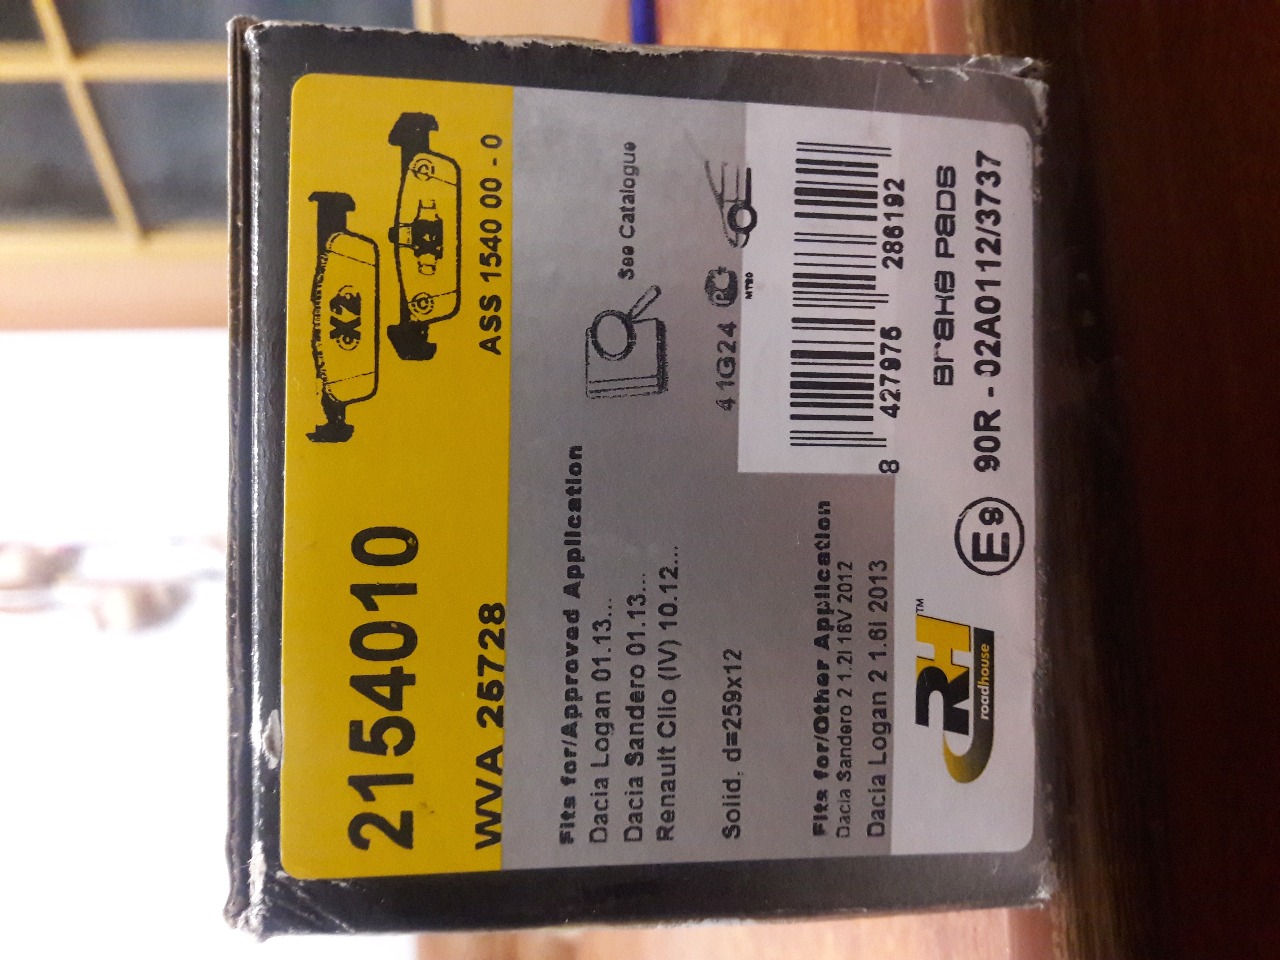 2154010
WVA 25728
X2
X2
ASS 1540 00 - 0
Fits for/Approved Application
Dacia Logan 01.13...
Dacia Sandero 01.13...
Renault Clio (IV) 10.12...
See Catalogue
Solid. d=259x12
41G24
Fits for/Other Application
Dacia Sandero 2 1.2i 16V 2012
Dacia Logan 2 1.6i 2013
8 427975 286192
RH™
roadhouse
Brake Pads
E9 90R - 02A0112/3737